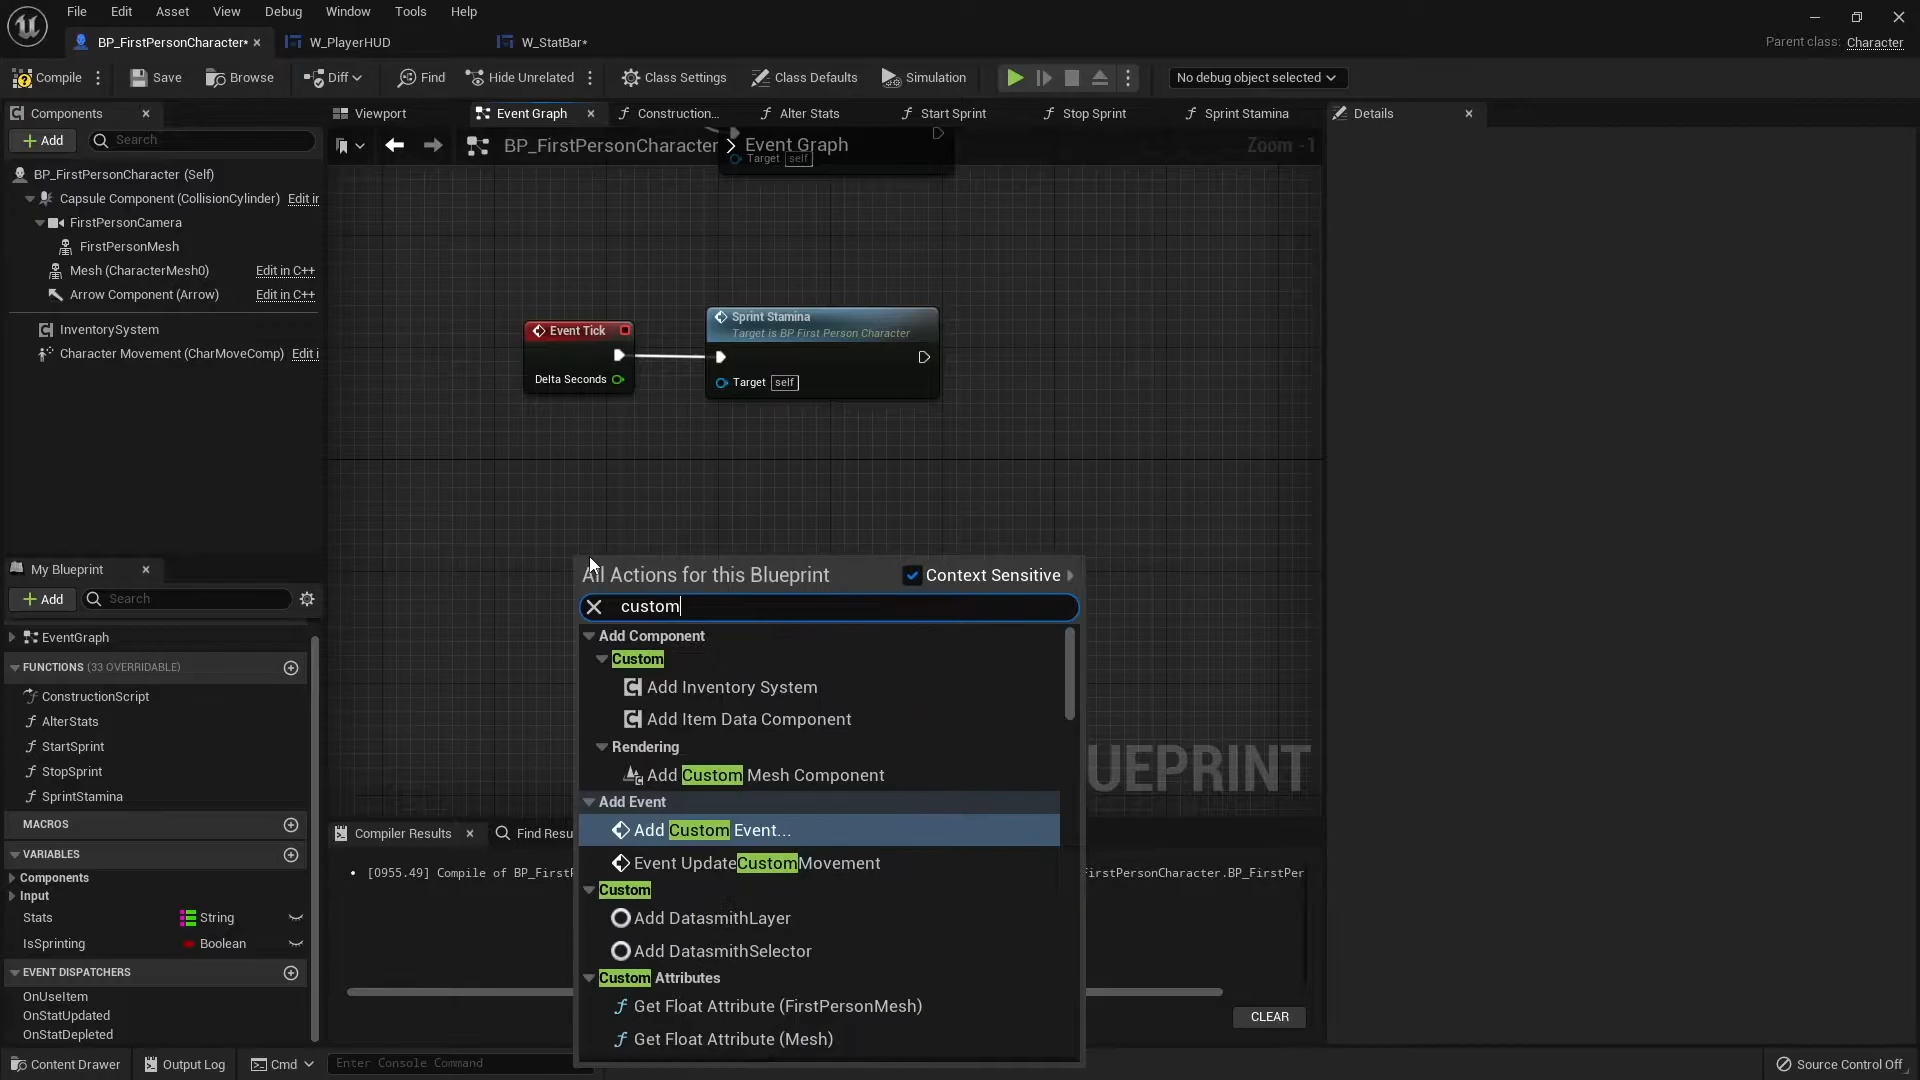 File Edit Asset View Debug Window Tools Help
BP_FirstPersonCharacter* W_PlayerHUD W_StatBar*
Parent class: Character
Compile Save Browse Diff Find Hide Unrelated Class Settings Class Defaults Simulation No debug object selected
Components
Viewport Event Graph Construction... Alter Stats Start Sprint Stop Sprint Sprint Stamina
Details
Add Search
BP_FirstPersonCharacter > Event Graph
Zoom -1
Target self
BP_FirstPersonCharacter (Self)
Capsule Component (CollisionCylinder) Edit in
FirstPersonCamera
FirstPersonMesh
Mesh (CharacterMesh0) Edit in C++
Arrow Component (Arrow) Edit in C++
InventorySystem
Character Movement (CharMoveComp) Edit i
Event Tick
Delta Seconds
Sprint Stamina
Target is BP First Person Character
Target self
My Blueprint
Add Search
EventGraph
FUNCTIONS (33 OVERRIDABLE)
ConstructionScript
AlterStats
StartSprint
StopSprint
SprintStamina
MACROS
VARIABLES
Components
Input
Stats String
IsSprinting Boolean
EVENT DISPATCHERS
OnUseItem
OnStatUpdated
OnStatDepleted
All Actions for this Blueprint Context Sensitive
custom
Add Component
Custom
Add Inventory System
Add Item Data Component
Rendering
Add Custom Mesh Component
Add Event
Add Custom Event...
Event UpdateCustomMovement
Custom
Add DatasmithLayer
Add DatasmithSelector
Custom Attributes
Get Float Attribute (FirstPersonMesh)
Get Float Attribute (Mesh)
UEPRINT
Compiler Results Find Resu
[0955.49] Compile of BP_FirstP
FirstPersonCharacter.BP_FirstPer
CLEAR
Content Drawer Output Log Cmd Enter Console Command Source Control Off